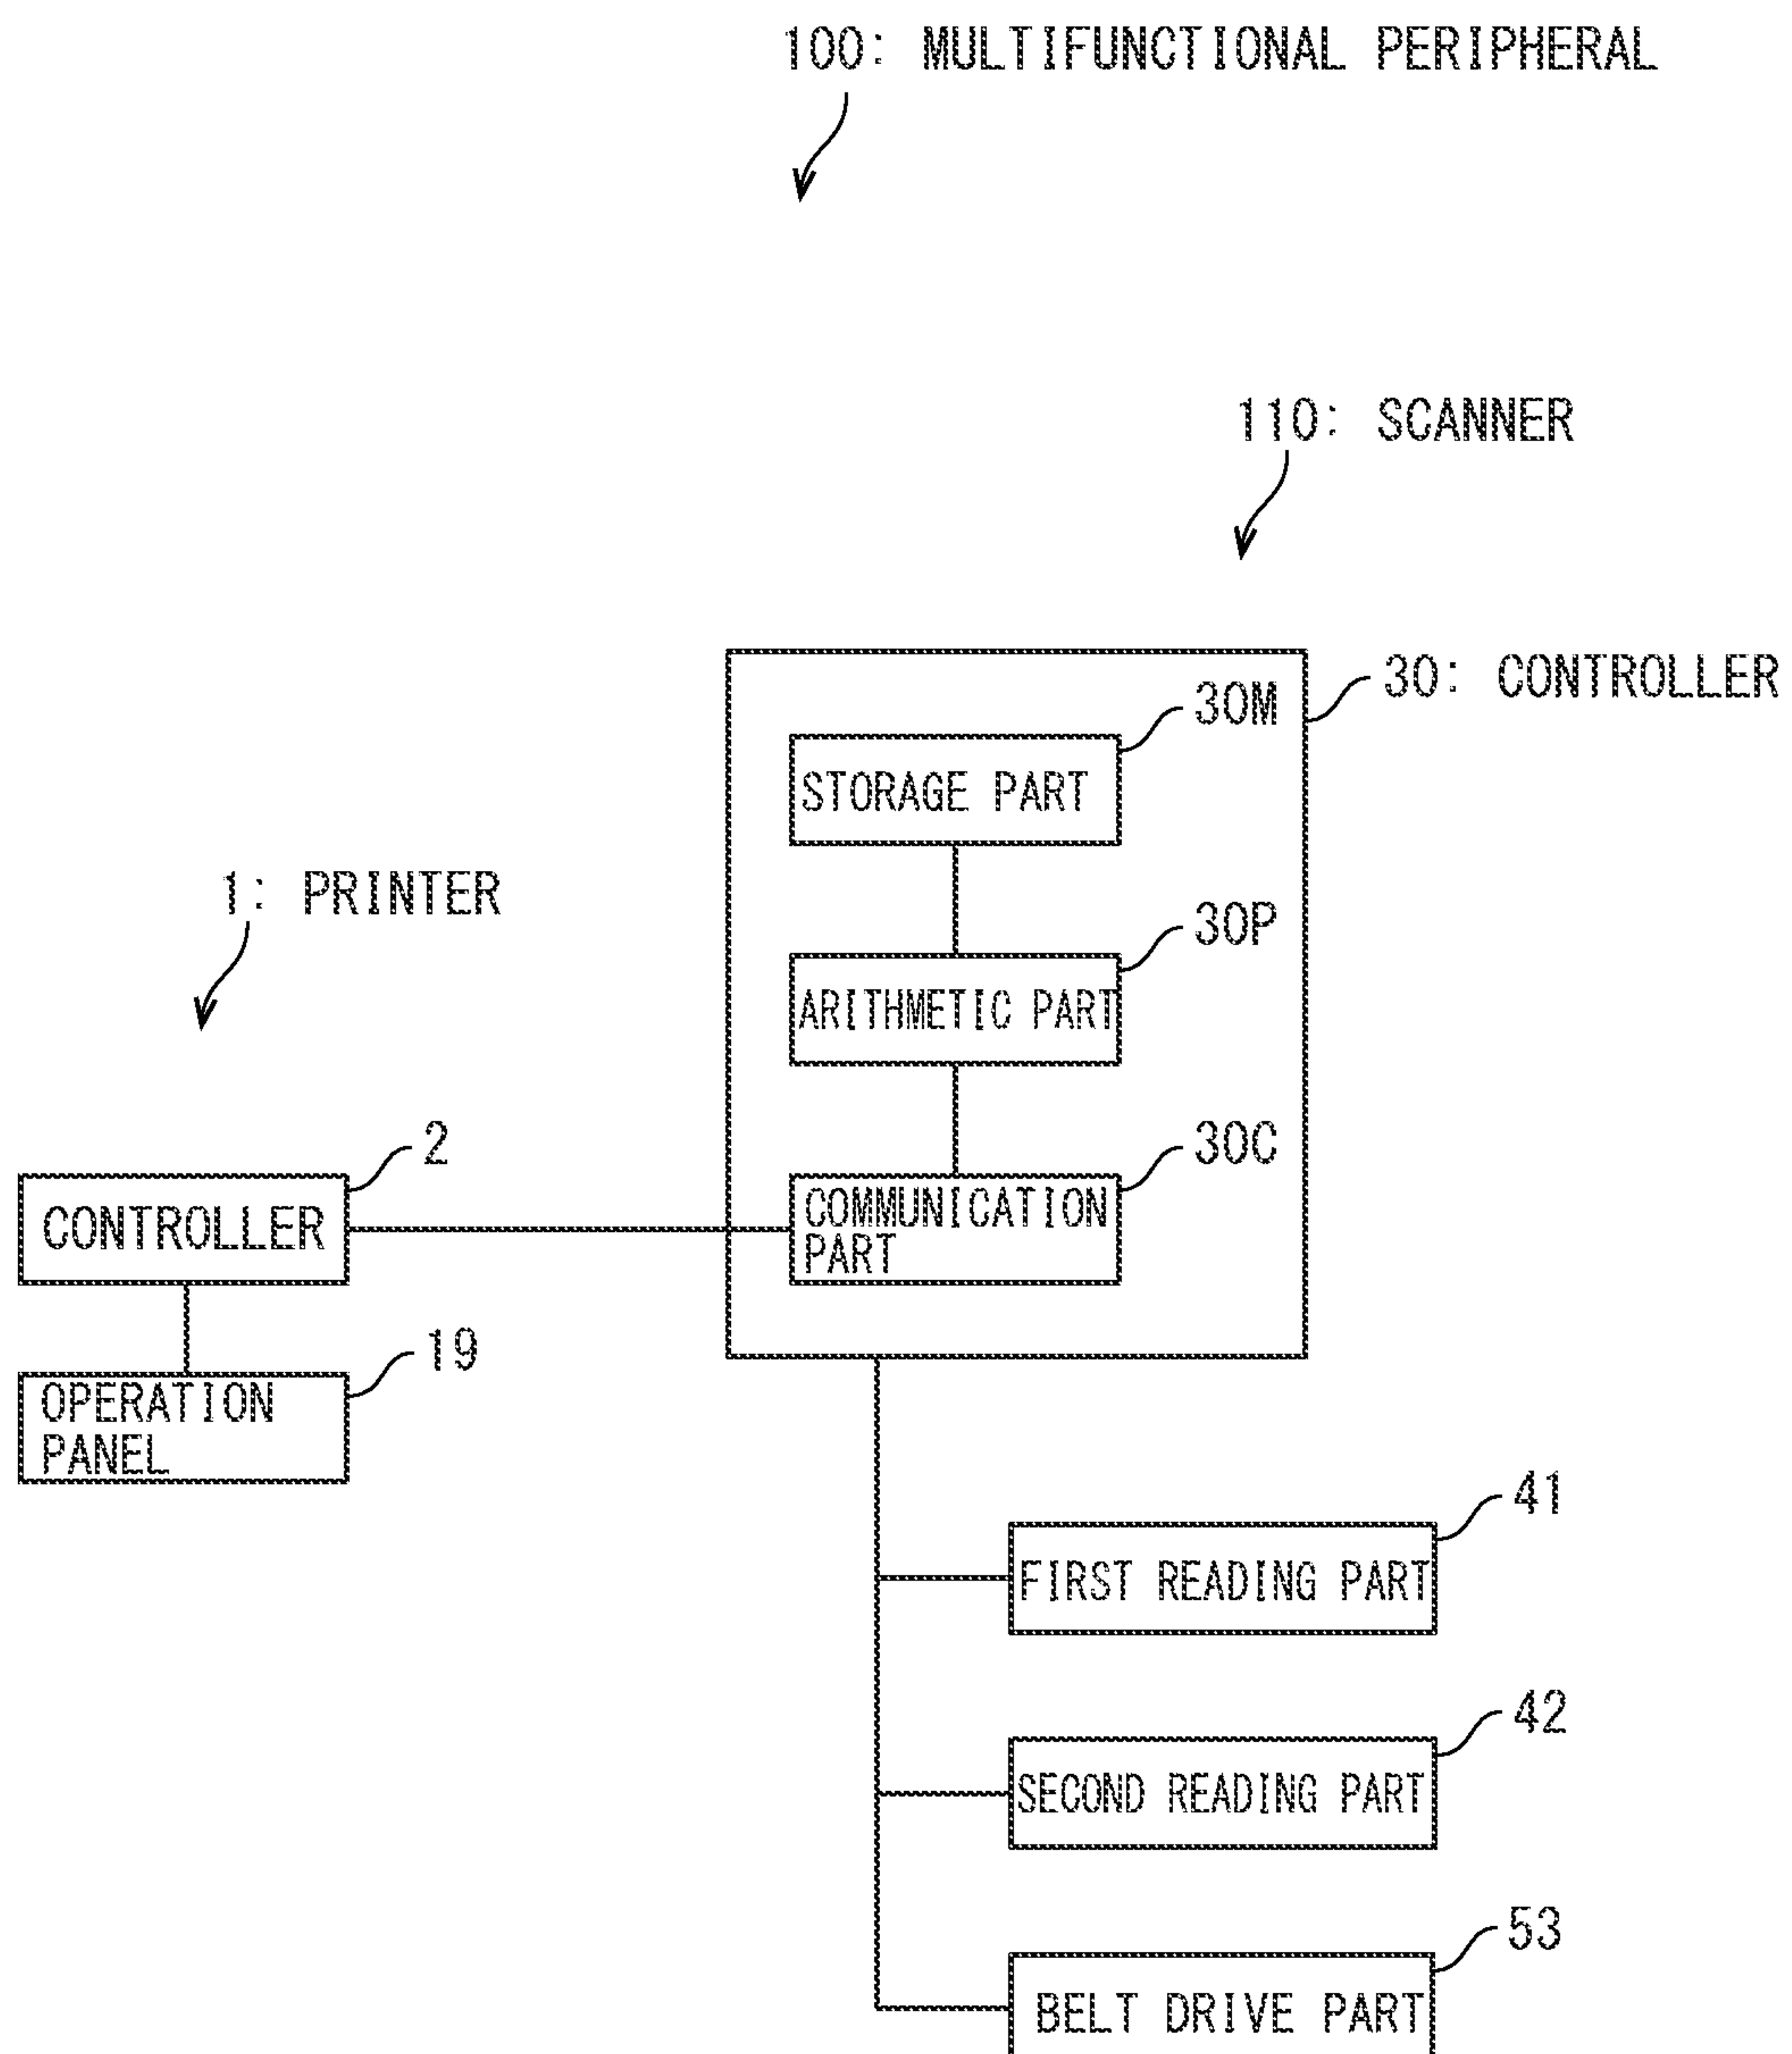 100: MULTIFUNCTIONAL PERIPHERAL
110: SCANNER
30: CONTROLLER
30M
STORAGE PART
1: PRINTER
30P
ARITHMETIC PART
2
30C
CONTROLLER
COMMUNICATION
PART
19
OPERATION
PANEL
41
FIRST READING PART
42
SECOND READING PART
53
BELT DRIVE PART